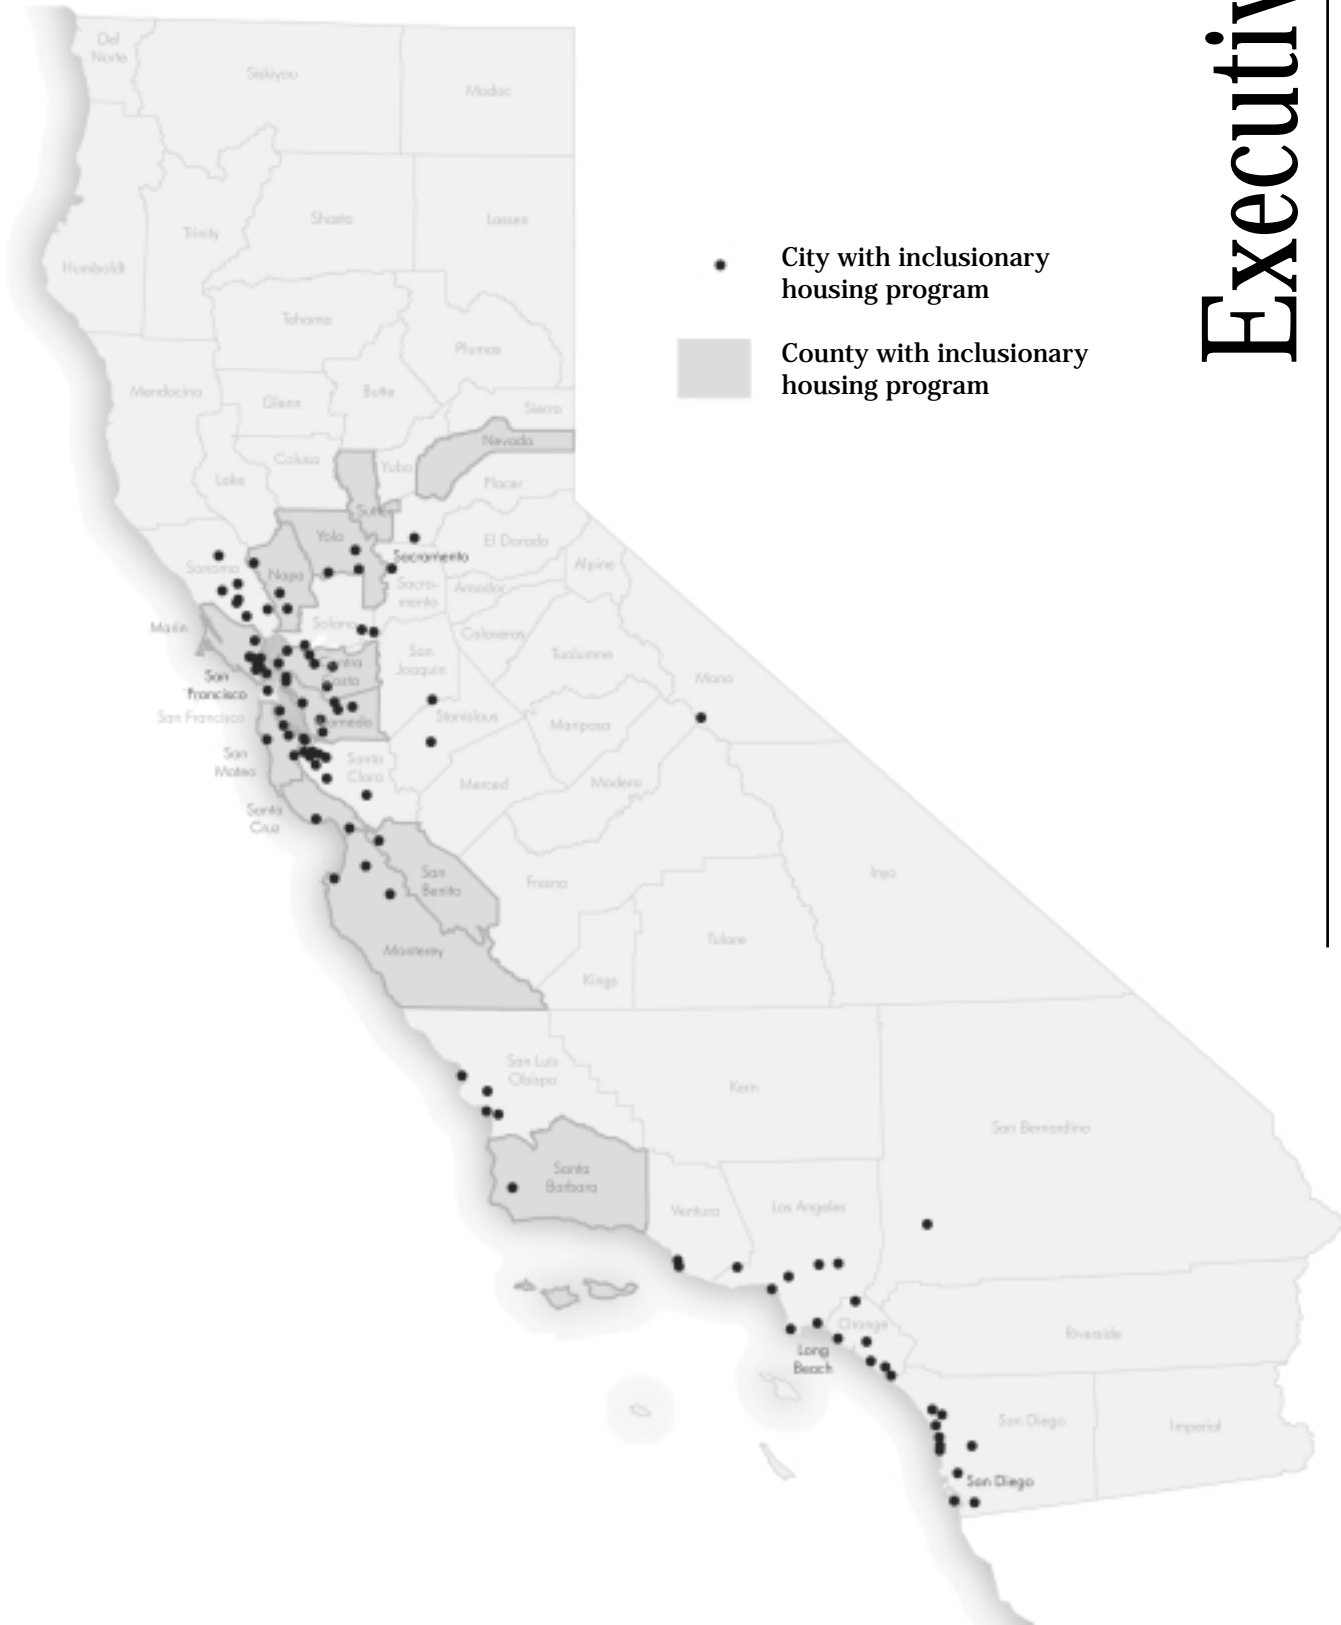 Executiv
City with inclusionary
housing program
County with inclusionary
housing program
Del
Norte
Siskiyou
Modoc
Humboldt
Trinity
Shasta
Lassen
Tehama
Plumas
Mendocino
Glenn
Butte
Sierra
Nevada
Colusa
Yuba
Lake
Placer
Sutter
Yolo
El Dorado
Sacramento
Sonoma
Napa
Alpine
Sacra-
mento
Amador
Marin
Solano
Calaveras
San
Joaquin
Tuolumne
Contra
Costa
Mono
San
Francisco
San Francisco
Alameda
Stanislaus
Mariposa
San
Mateo
Santa
Clara
Merced
Madera
Santa
Cruz
San
Benito
Fresno
Inyo
Monterey
Tulare
Kings
San Luis
Obispo
Kern
San Bernardino
Santa
Barbara
Ventura
Los Angeles
Orange
Riverside
Long
Beach
San Diego
Imperial
San Diego